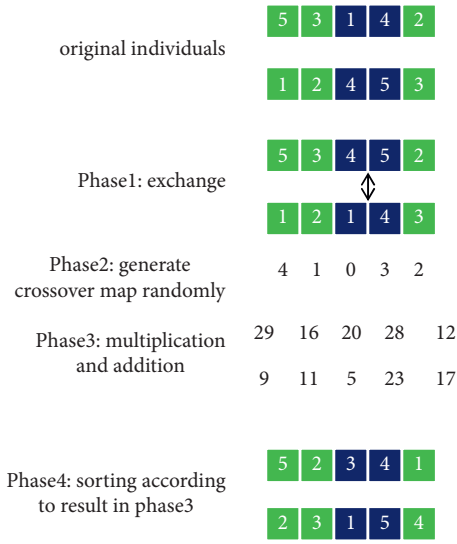 5 3 1 4 2
original individuals
1 2 4 5 3
5 3 4 5 2
Phase1: exchange
1 2 1 4 3
Phase2: generate
crossover map randomly
4 1 0 3 2
Phase3: multiplication
and addition
29 16 20 28 12
9 11 5 23 17
5 2 3 4 1
Phase4: sorting according
to result in phase3
2 3 1 5 4